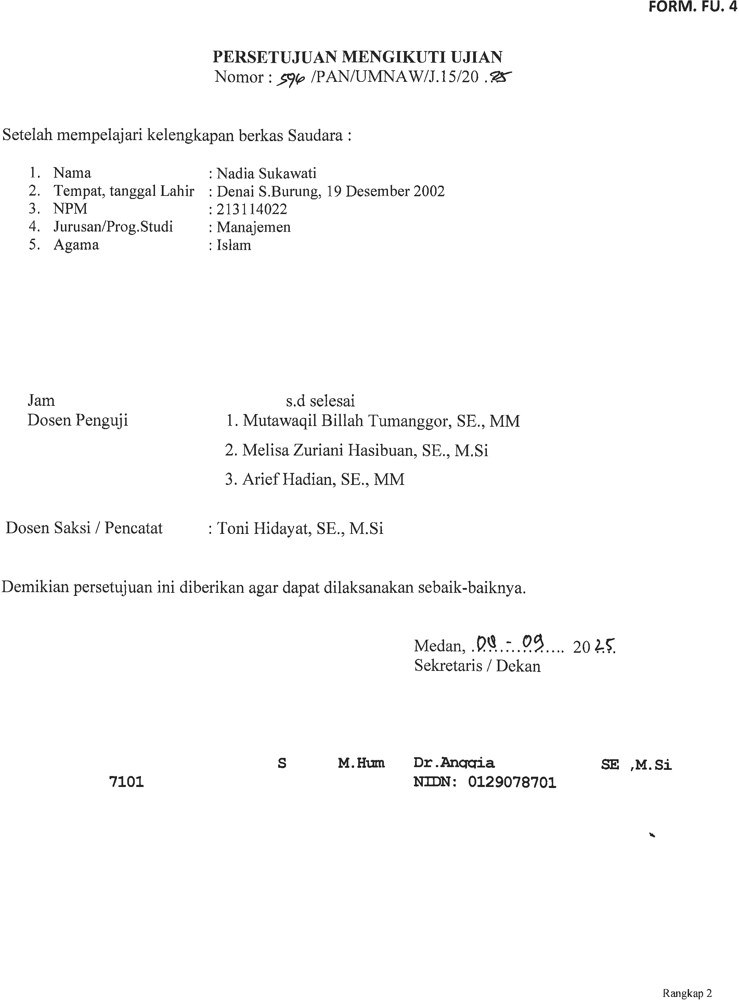 FORM. FU. 4
PERSETUJUAN MENGIKUTI UJIAN
Nomor : 596 /PAN/UMNAW/J.15/20 ..25
Setelah mempelajari kelengkapan berkas Saudara :
1. Nama : Nadia Sukawati
2. Tempat, tanggal Lahir : Denai S.Burung, 19 Desember 2002
3. NPM : 213114022
4. Jurusan/Prog.Studi : Manajemen
5. Agama : Islam
Jam s.d selesai
Dosen Penguji 1. Mutawaqil Billah Tumanggor, SE., MM
2. Melisa Zuriani Hasibuan, SE., M.Si
3. Arief Hadian, SE., MM
Dosen Saksi / Pencatat : Toni Hidayat, SE., M.Si
Demikian persetujuan ini diberikan agar dapat dilaksanakan sebaik-baiknya.
Medan, - 09 2025
Sekretaris / Dekan
S M.Hum Dr.Anggia SE ,M.Si
7101 NIDN: 0129078701
Rangkap 2